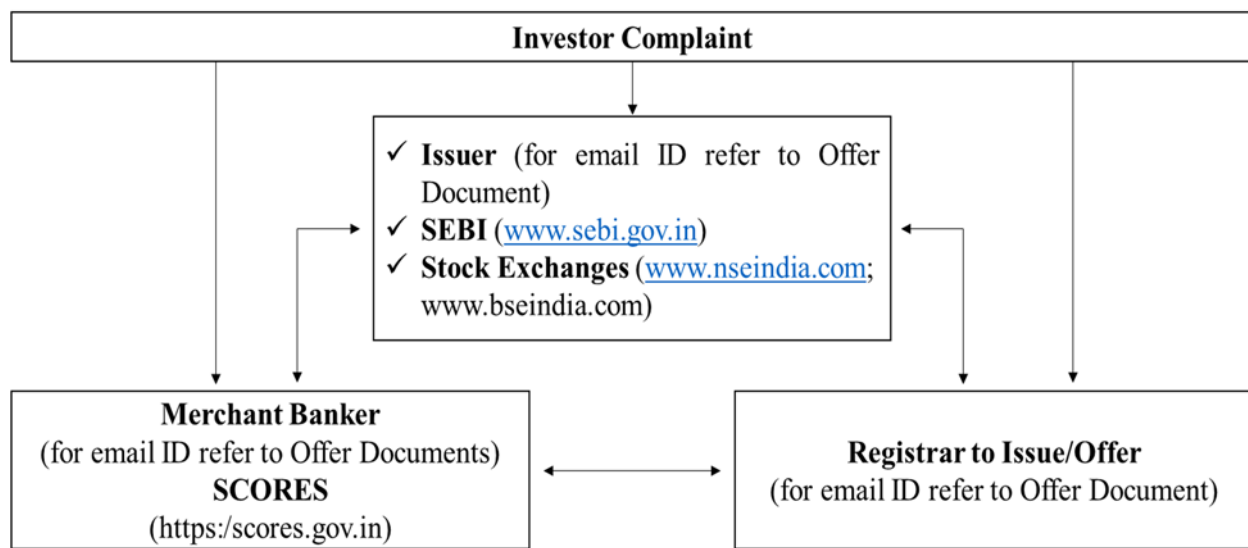 Investor Complaint
✓ Issuer (for email ID refer to Offer
Document)
✓ SEBI (www.sebi.gov.in)
✓ Stock Exchanges (www.nseindia.com;
www.bseindia.com)
Merchant Banker
(for email ID refer to Offer Documents)
SCORES
(https:/scores.gov.in)
Registrar to Issue/Offer
(for email ID refer to Offer Document)